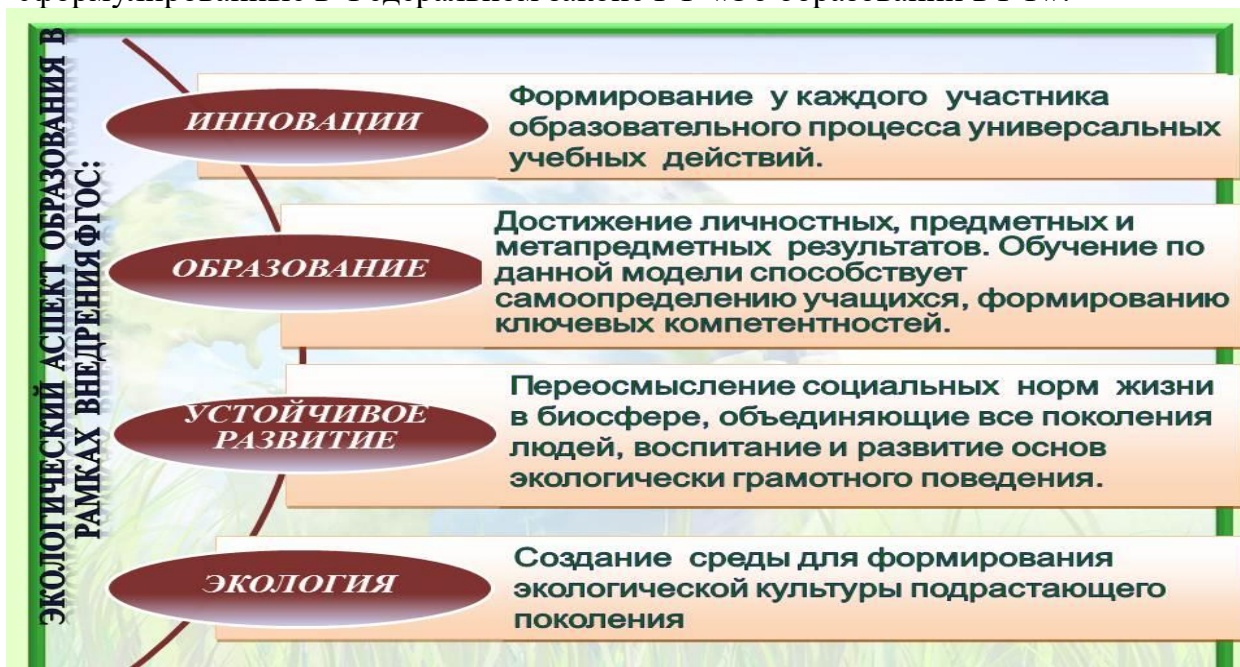 ЭКОЛОГИЧЕСКИЙ АСПЕКТ ОБРАЗОВАНИЯ В
РАМКАХ ВНЕДРЕНИЯ ФГОС:
ИННОВАЦИИ
Формирование у каждого участника
образовательного процесса универсальных
учебных действий.
ОБРАЗОВАНИЕ
Достижение личностных, предметных и
метапредметных результатов. Обучение по
данной модели способствует
самоопределению учащихся, формированию
ключевых компетентностей.
УСТОЙЧИВОЕ
РАЗВИТИЕ
Переосмысление социальных норм жизни
в биосфере, объединяющие все поколения
людей, воспитание и развитие основ
экологически грамотного поведения.
ЭКОЛОГИЯ
Создание среды для формирования
экологической культуры подрастающего
поколения